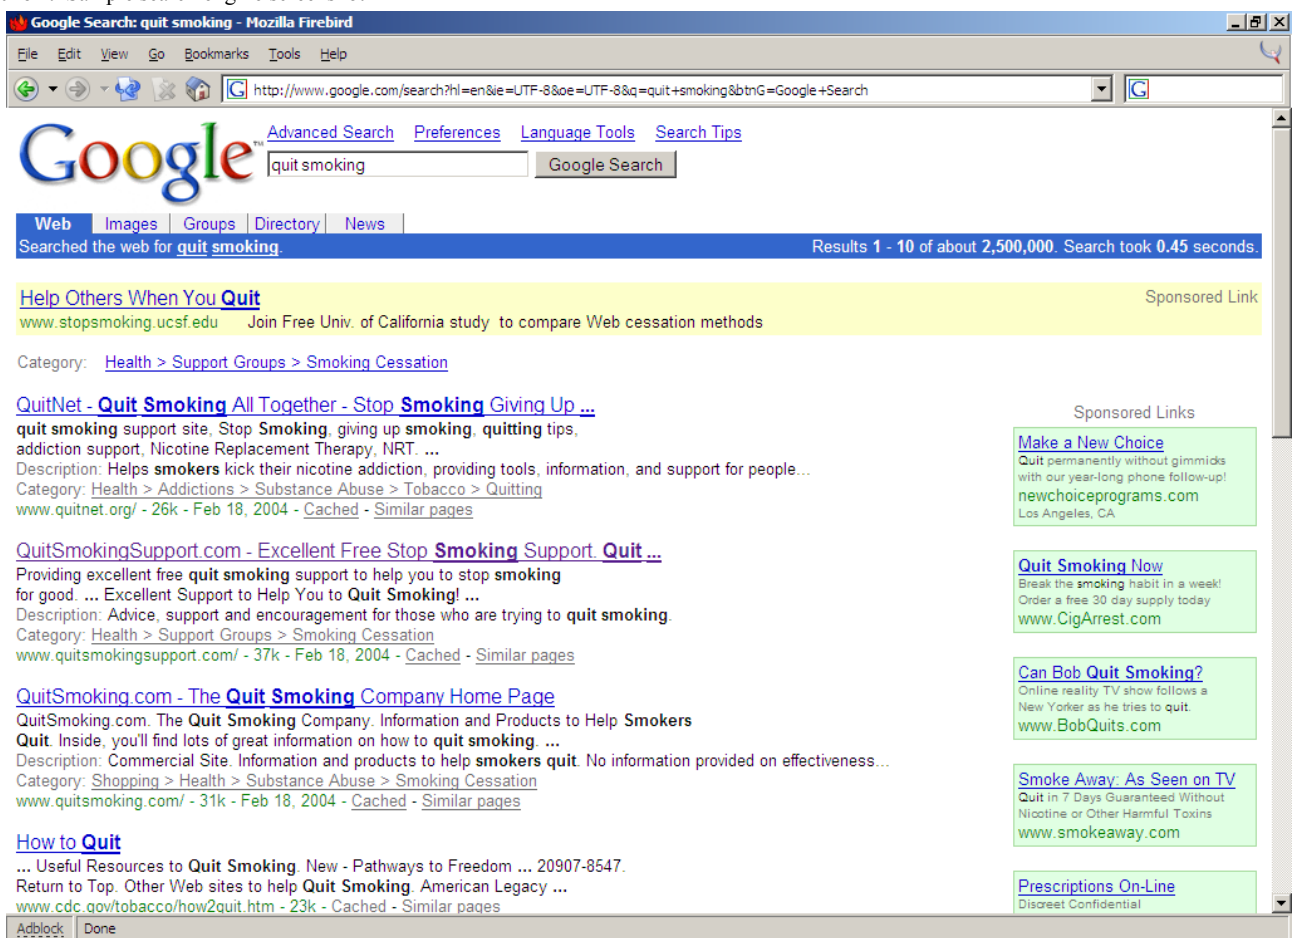 Google Search: quit smoking - Mozilla Firebird
File Edit View Go Bookmarks Tools Help
http://www.google.com/search?hl=en&ie=UTF-8&oe=UTF-8&q=quit+smoking&btnG=Google+Search
G
Google™
Advanced Search Preferences Language Tools Search Tips
quit smoking Google Search
Web Images Groups Directory News
Searched the web for quit smoking. Results 1 - 10 of about 2,500,000. Search took 0.45 seconds.
Help Others When You Quit Sponsored Link
www.stopsmoking.ucsf.edu Join Free Univ. of California study to compare Web cessation methods
Category: Health > Support Groups > Smoking Cessation
QuitNet - Quit Smoking All Together - Stop Smoking Giving Up ...
quit smoking support site, Stop Smoking, giving up smoking, quitting tips,
addiction support, Nicotine Replacement Therapy, NRT. ...
Description: Helps smokers kick their nicotine addiction, providing tools, information, and support for people...
Category: Health > Addictions > Substance Abuse > Tobacco > Quitting
www.quitnet.org/ - 26k - Feb 18, 2004 - Cached - Similar pages
QuitSmokingSupport.com - Excellent Free Stop Smoking Support. Quit ...
Providing excellent free quit smoking support to help you to stop smoking
for good. ... Excellent Support to Help You to Quit Smoking! ...
Description: Advice, support and encouragement for those who are trying to quit smoking.
Category: Health > Support Groups > Smoking Cessation
www.quitsmokingsupport.com/ - 37k - Feb 18, 2004 - Cached - Similar pages
QuitSmoking.com - The Quit Smoking Company Home Page
QuitSmoking.com. The Quit Smoking Company. Information and Products to Help Smokers
Quit. Inside, you'll find lots of great information on how to quit smoking. ...
Description: Commercial Site. Information and products to help smokers quit. No information provided on effectiveness...
Category: Shopping > Health > Substance Abuse > Smoking Cessation
www.quitsmoking.com/ - 31k - Feb 18, 2004 - Cached - Similar pages
How to Quit
... Useful Resources to Quit Smoking. New - Pathways to Freedom ... 20907-8547.
Return to Top. Other Web sites to help Quit Smoking. American Legacy ...
www.cdc.gov/tobacco/how2quit.htm - 23k - Cached - Similar pages
Sponsored Links
Make a New Choice
Quit permanently without gimmicks
with our year-long phone follow-up!
newchoiceprograms.com
Los Angeles, CA
Quit Smoking Now
Break the smoking habit in a week!
Order a free 30 day supply today
www.CigArrest.com
Can Bob Quit Smoking?
Online reality TV show follows a
New Yorker as he tries to quit.
www.BobQuits.com
Smoke Away: As Seen on TV
Quit in 7 Days Guaranteed Without
Nicotine or Other Harmful Toxins
www.smokeaway.com
Prescriptions On-Line
Discreet Confidential
Adblock Done